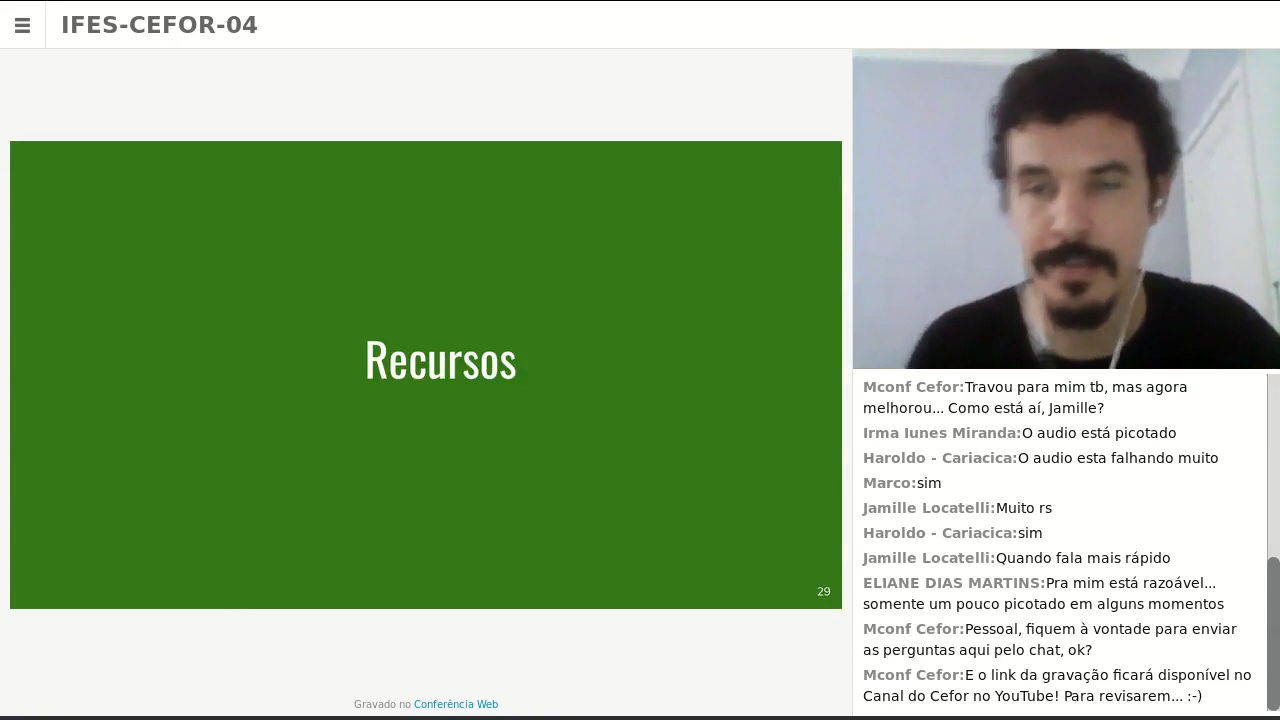 IFES-CEFOR-04
Recursos
29
Gravado no Conferência Web
Mconf Cefor:Travou para mim tb, mas agora
melhorou... Como está aí, Jamille?
Irma Iunes Miranda:O audio está picotado
Haroldo - Cariacica:O audio esta falhando muito
Marco:sim
Jamille Locatelli:Muito rs
Haroldo - Cariacica:sim
Jamille Locatelli:Quando fala mais rápido
ELIANE DIAS MARTINS:Pra mim está razoável...
somente um pouco picotado em alguns momentos
Mconf Cefor:Pessoal, fiquem à vontade para enviar
as perguntas aqui pelo chat, ok?
Mconf Cefor:E o link da gravação ficará disponível no
Canal do Cefor no YouTube! Para revisarem... :-)